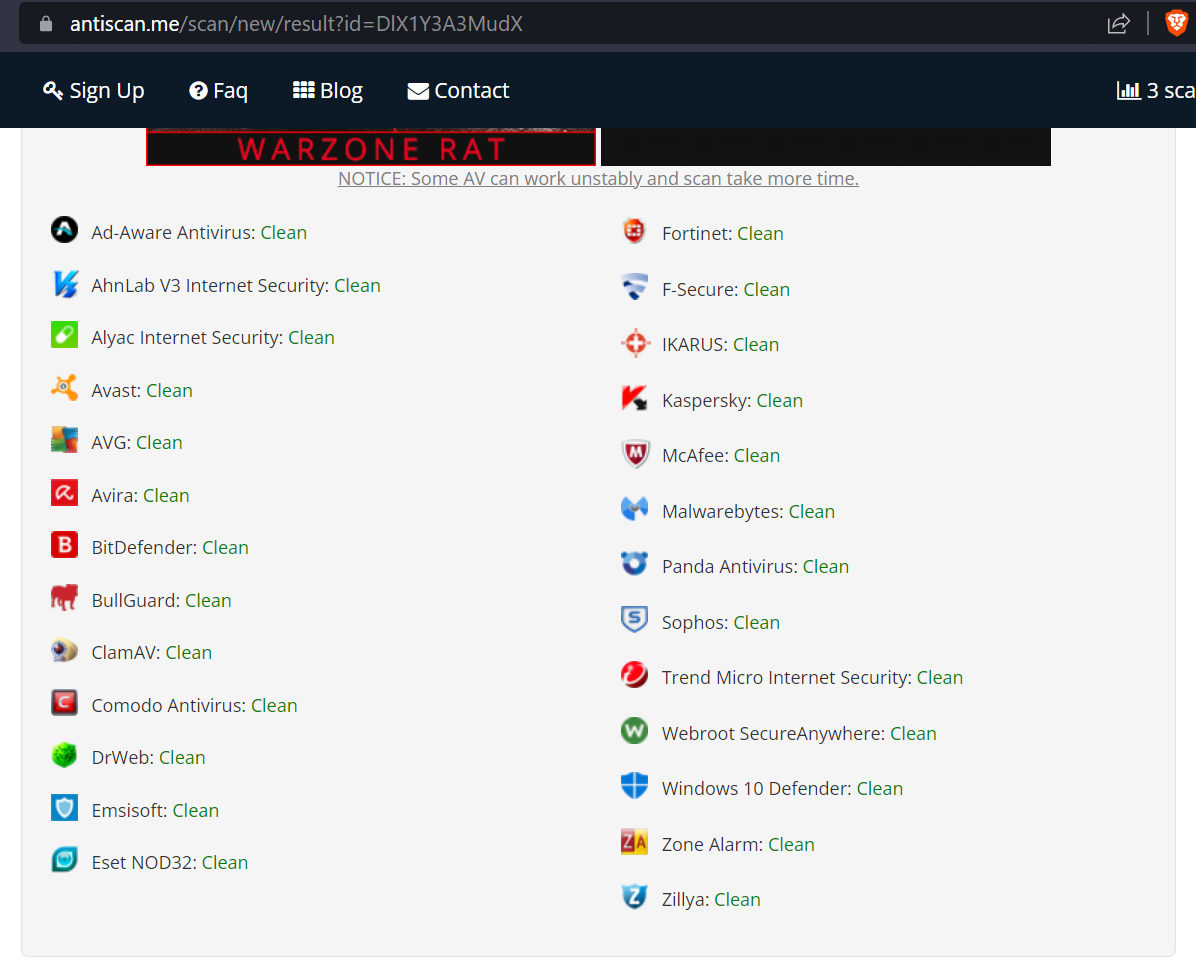 antiscan.me/scan/new/result?id=DlX1Y3A3MudX
Sign Up Faq Blog Contact 3 sca
WARZONE RAT
NOTICE: Some AV can work unstably and scan take more time.
Ad-Aware Antivirus: Clean
AhnLab V3 Internet Security: Clean
Alyac Internet Security: Clean
Avast: Clean
AVG: Clean
Avira: Clean
BitDefender: Clean
BullGuard: Clean
ClamAV: Clean
Comodo Antivirus: Clean
DrWeb: Clean
Emsisoft: Clean
Eset NOD32: Clean
Fortinet: Clean
F-Secure: Clean
IKARUS: Clean
Kaspersky: Clean
McAfee: Clean
Malwarebytes: Clean
Panda Antivirus: Clean
Sophos: Clean
Trend Micro Internet Security: Clean
Webroot SecureAnywhere: Clean
Windows 10 Defender: Clean
Zone Alarm: Clean
Zillya: Clean